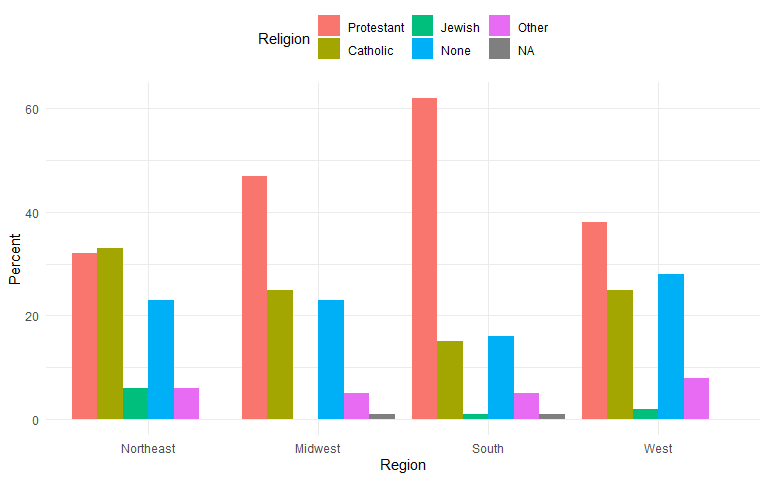 Religion
Protestant Jewish Other
Catholic None NA
Percent
60
40
20
0
Northeast Midwest South West
Region